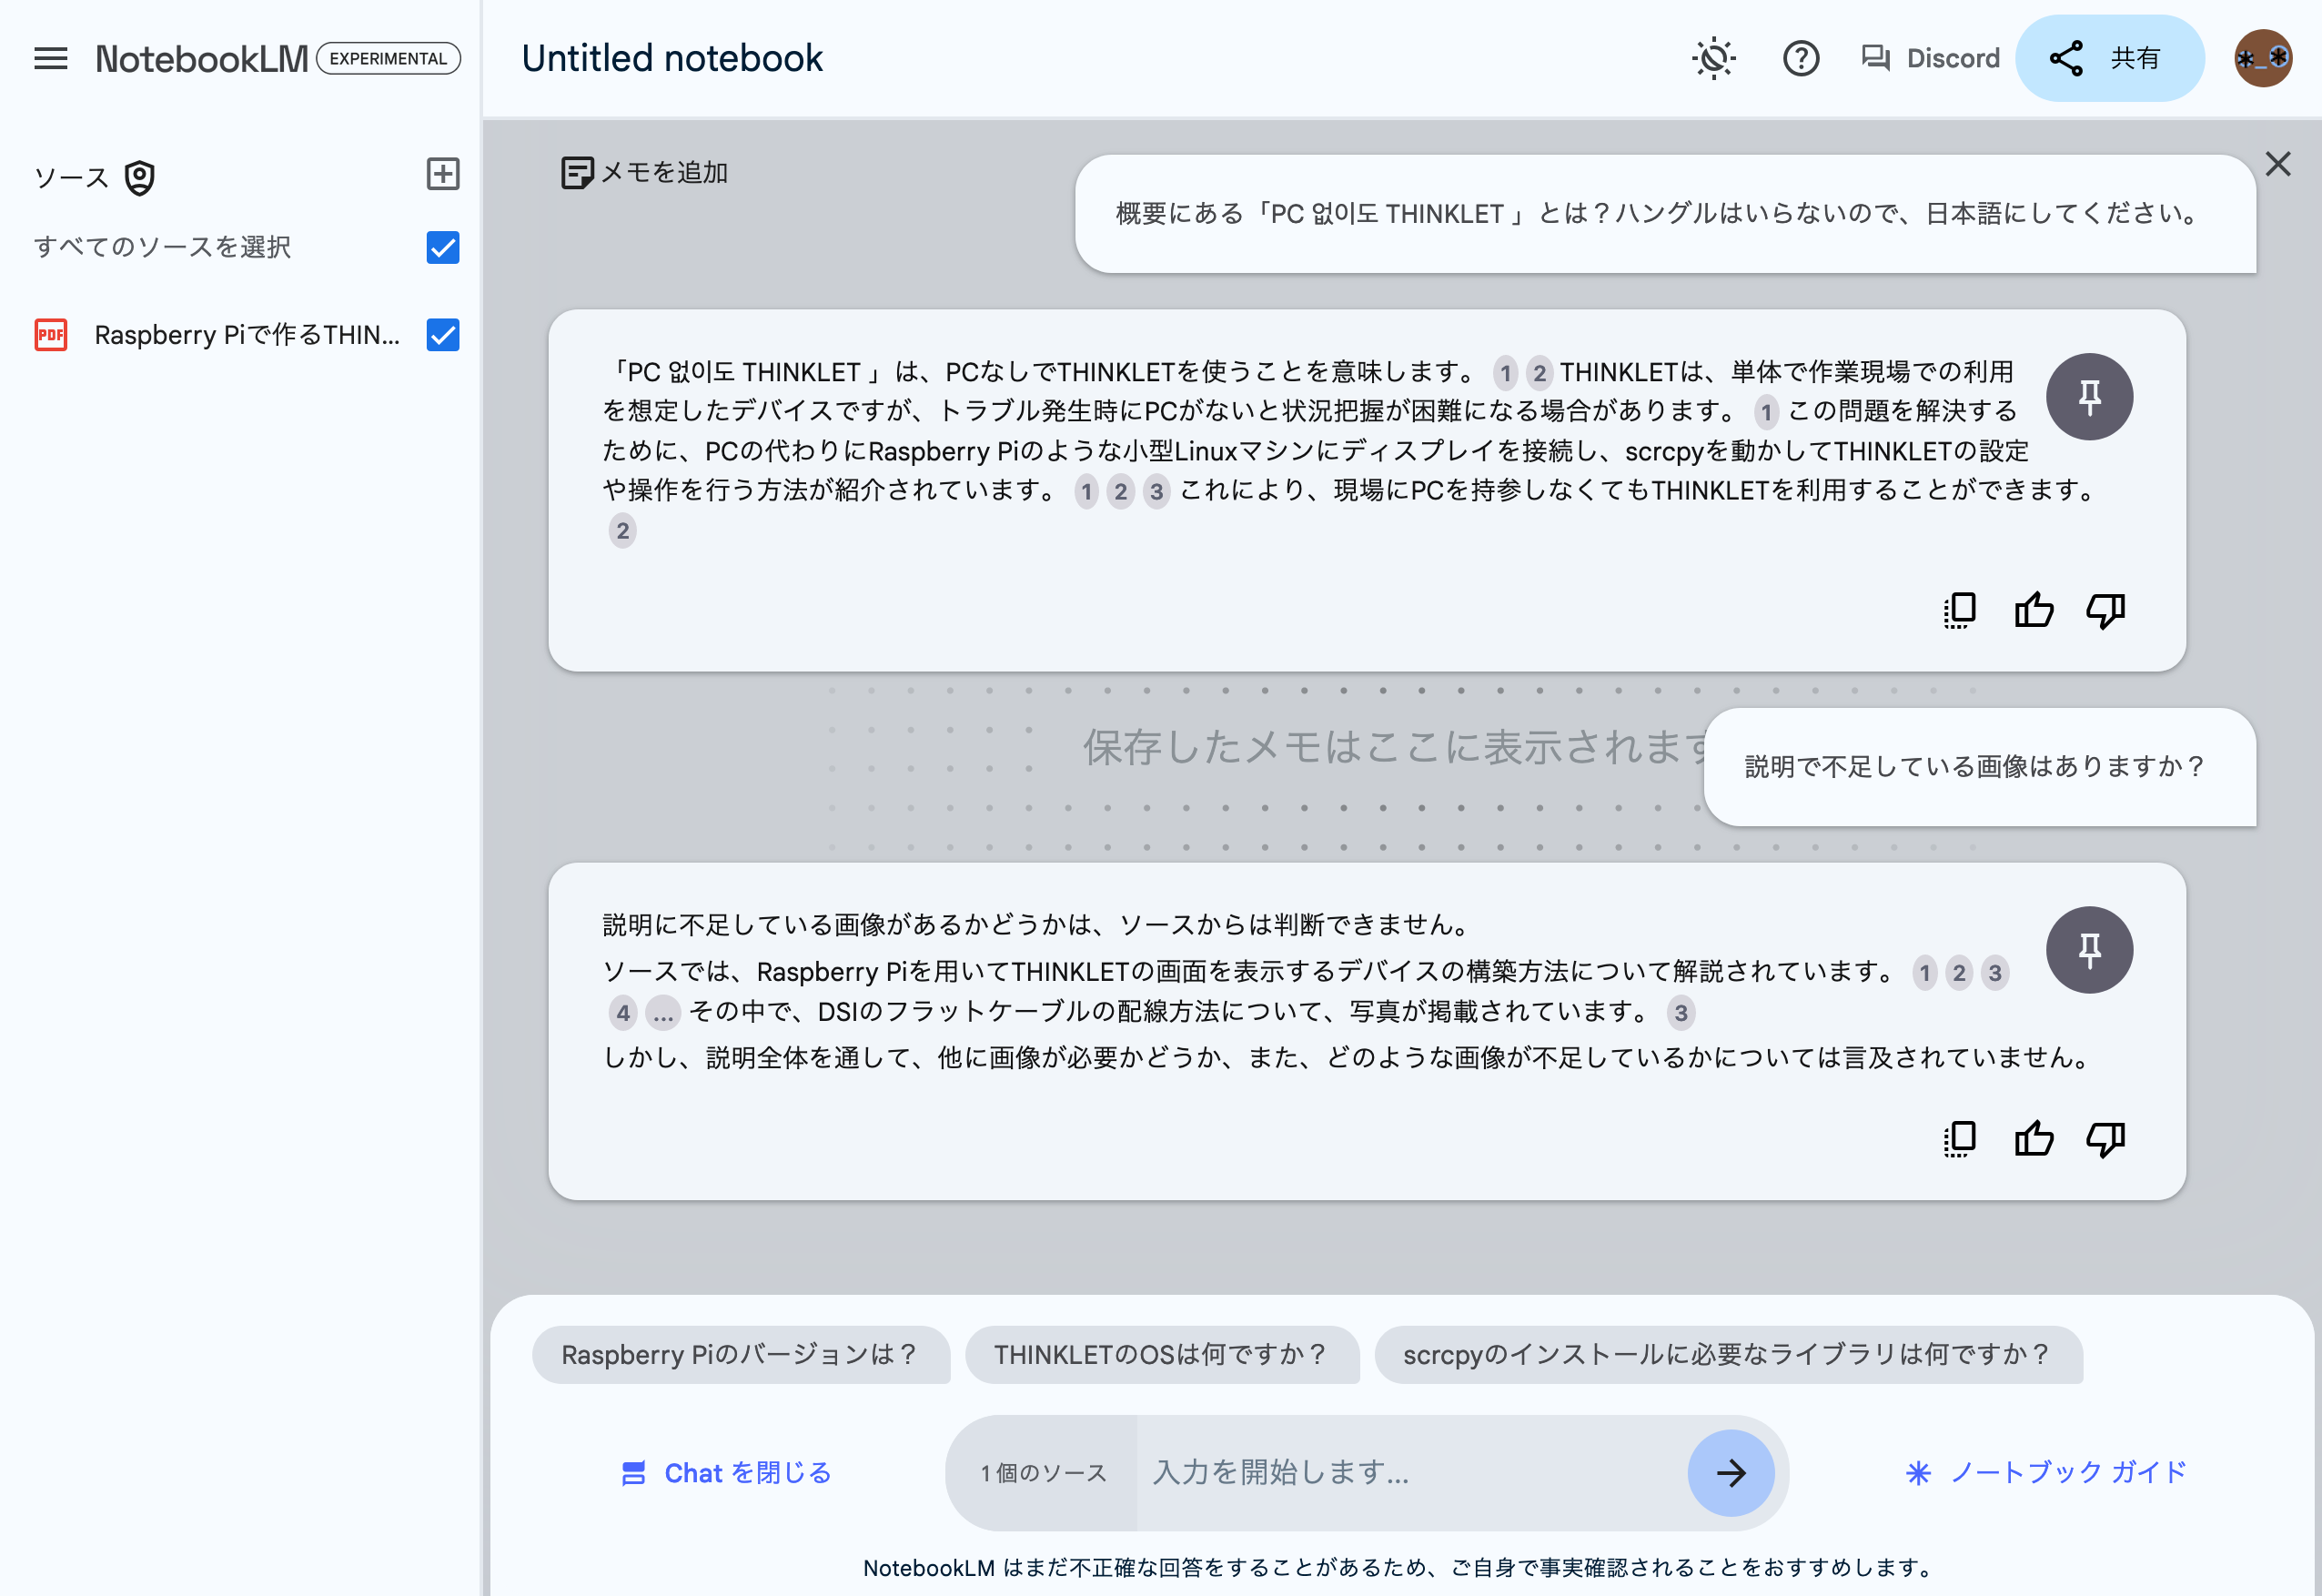 NotebookLM EXPERIMENTAL
ソース
すべてのソースを選択
PDF Raspberry Piで作るTHIN...
Untitled notebook
Discord
共有
*_*
メモを追加
概要にある「PC 없이도 THINKLET 」とは？ハングルはいらないので、日本語にしてください。
「PC 없이도 THINKLET 」は、PCなしでTHINKLETを使うことを意味します。 1 2 THINKLETは、単体で作業現場での利用
を想定したデバイスですが、トラブル発生時にPCがないと状況把握が困難になる場合があります。 1 この問題を解決する
ために、PCの代わりにRaspberry Piのような小型Linuxマシンにディスプレイを接続し、scrcpyを動かしてTHINKLETの設定
や操作を行う方法が紹介されています。 1 2 3 これにより、現場にPCを持参しなくてもTHINKLETを利用することができます。
2
保存したメモはここに表示されます
説明で不足している画像はありますか？
説明に不足している画像があるかどうかは、ソースからは判断できません。
ソースでは、Raspberry Piを用いてTHINKLETの画面を表示するデバイスの構築方法について解説されています。 1 2 3
4 ... その中で、DSIのフラットケーブルの配線方法について、写真が掲載されています。 3
しかし、説明全体を通して、他に画像が必要かどうか、また、どのような画像が不足しているかについては言及されていません。
Raspberry Piのバージョンは？
THINKLETのOSは何ですか？
scrcpyのインストールに必要なライブラリは何ですか？
Chat を閉じる
1 個のソース
入力を開始します...
ノートブック ガイド
NotebookLM はまだ不正確な回答をすることがあるため、ご自身で事実確認されることをおすすめします。